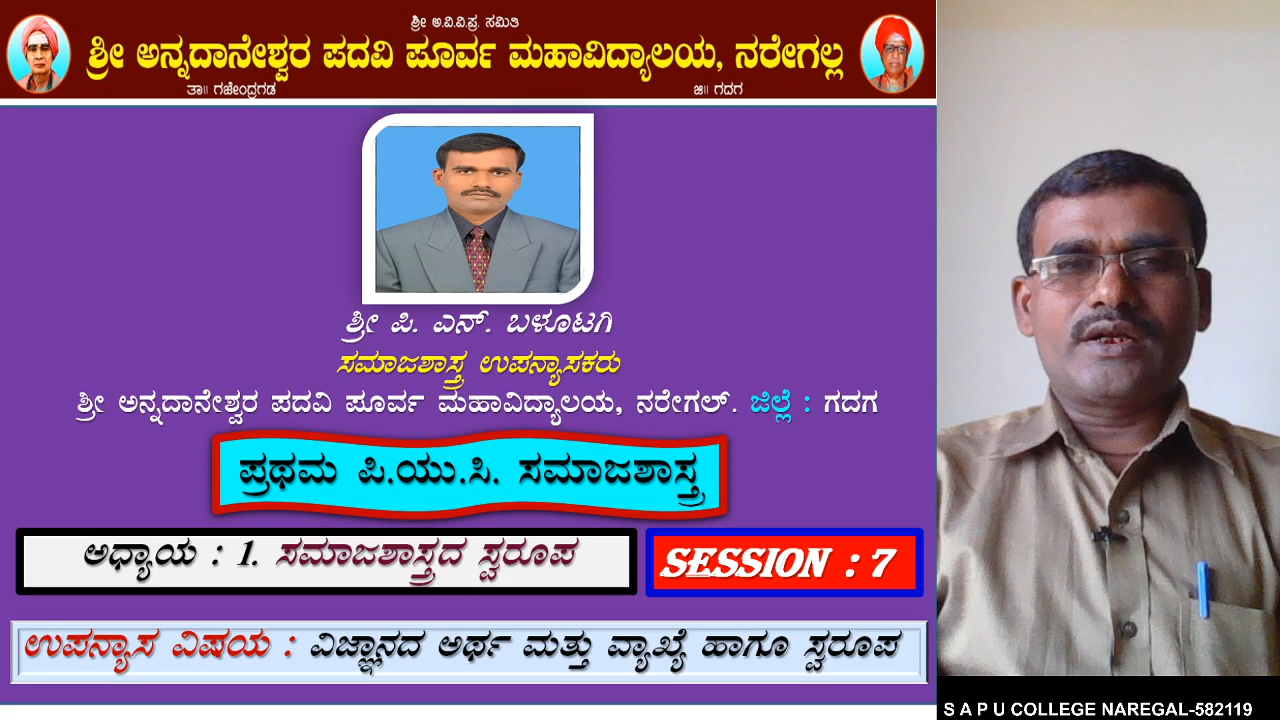 ಶ್ರೀ ಅ.ವಿ.ವಿ.ಪ್ರ. ಸಮಿತಿ
ಶ್ರೀ ಅನ್ನದಾನೇಶ್ವರ ಪದವಿ ಪೂರ್ವ ಮಹಾವಿದ್ಯಾಲಯ, ನರೇಗಲ್ಲ
ತಾ॥ ಗಜೇಂದ್ರಗಡ ಜಿ॥ ಗದಗ
ಶ್ರೀ ಪಿ. ಎನ್. ಬಳೂಟಗಿ
ಸಮಾಜಶಾಸ್ತ್ರ ಉಪನ್ಯಾಸಕರು
ಶ್ರೀ ಅನ್ನದಾನೇಶ್ವರ ಪದವಿ ಪೂರ್ವ ಮಹಾವಿದ್ಯಾಲಯ, ನರೇಗಲ್. ಜಿಲ್ಲೆ : ಗದಗ
ಪ್ರಥಮ ಪಿ.ಯು.ಸಿ. ಸಮಾಜಶಾಸ್ತ್ರ
ಅಧ್ಯಾಯ : 1. ಸಮಾಜಶಾಸ್ತ್ರದ ಸ್ವರೂಪ
SESSION : 7
ಉಪನ್ಯಾಸ ವಿಷಯ : ವಿಜ್ಞಾನದ ಅರ್ಥ ಮತ್ತು ವ್ಯಾಖ್ಯೆ ಹಾಗೂ ಸ್ವರೂಪ
S A P U COLLEGE NAREGAL-582119